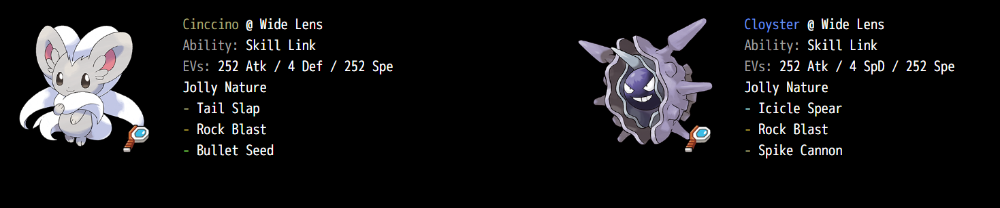 Cinccino @ Wide Lens
Ability: Skill Link
EVs: 252 Atk / 4 Def / 252 Spe
Jolly Nature
- Tail Slap
- Rock Blast
- Bullet Seed
Cloyster @ Wide Lens
Ability: Skill Link
EVs: 252 Atk / 4 SpD / 252 Spe
Jolly Nature
- Icicle Spear
- Rock Blast
- Spike Cannon